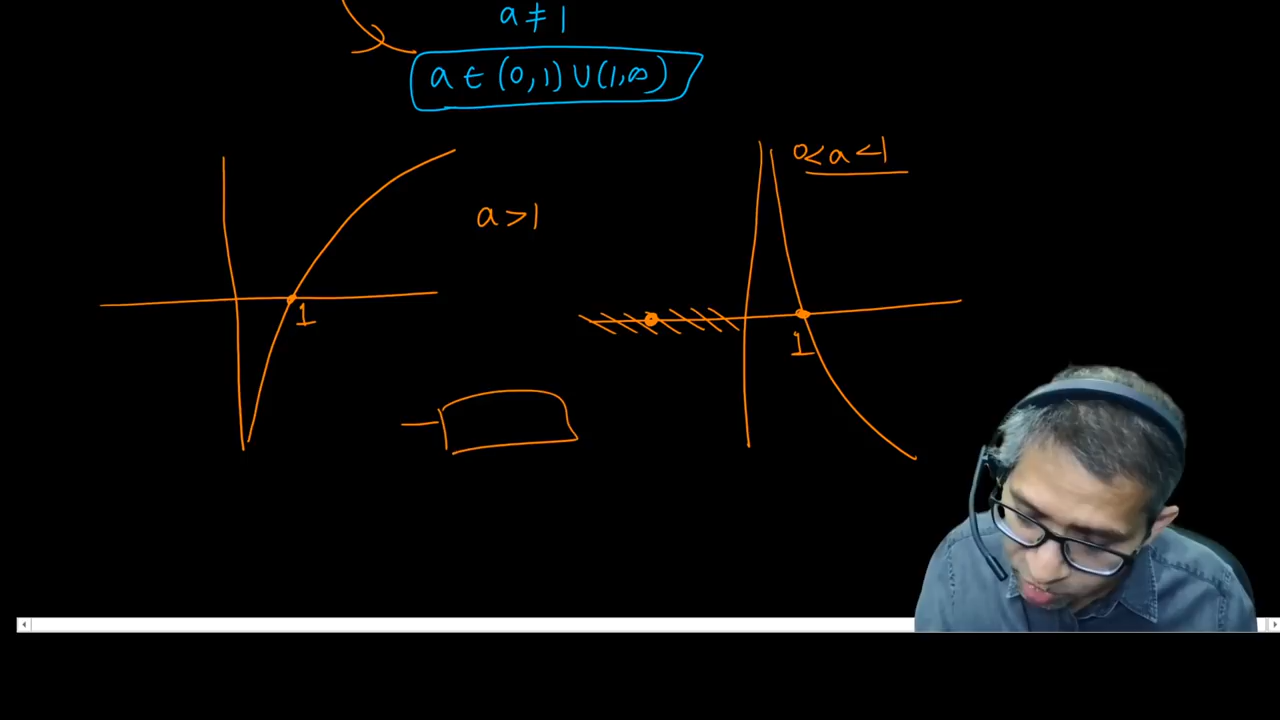 a ≠ 1
a ∈ (0,1) ∪ (1,∞)
0<a<1
a>1
1
1